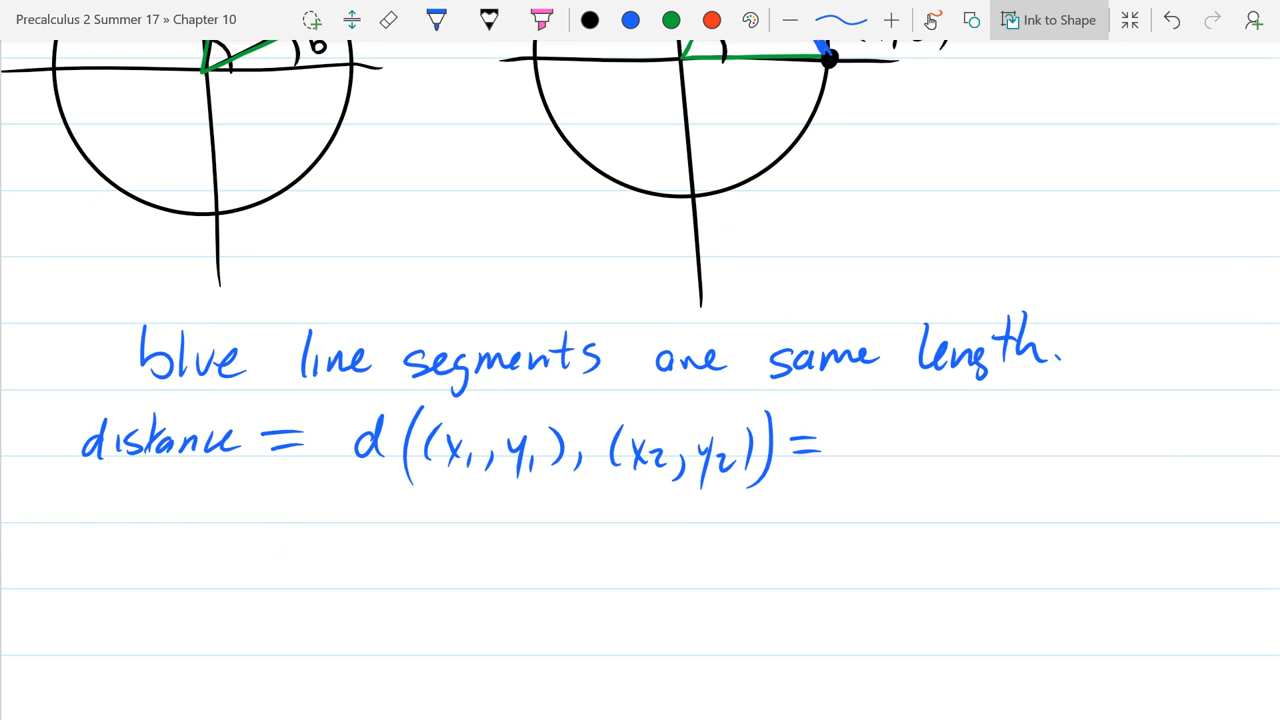 Precalculus 2 Summer 17 » Chapter 10
Ink to Shape
blue line segments are same length.
distance = d((x₁,y₁), (x₂,y₂)) =